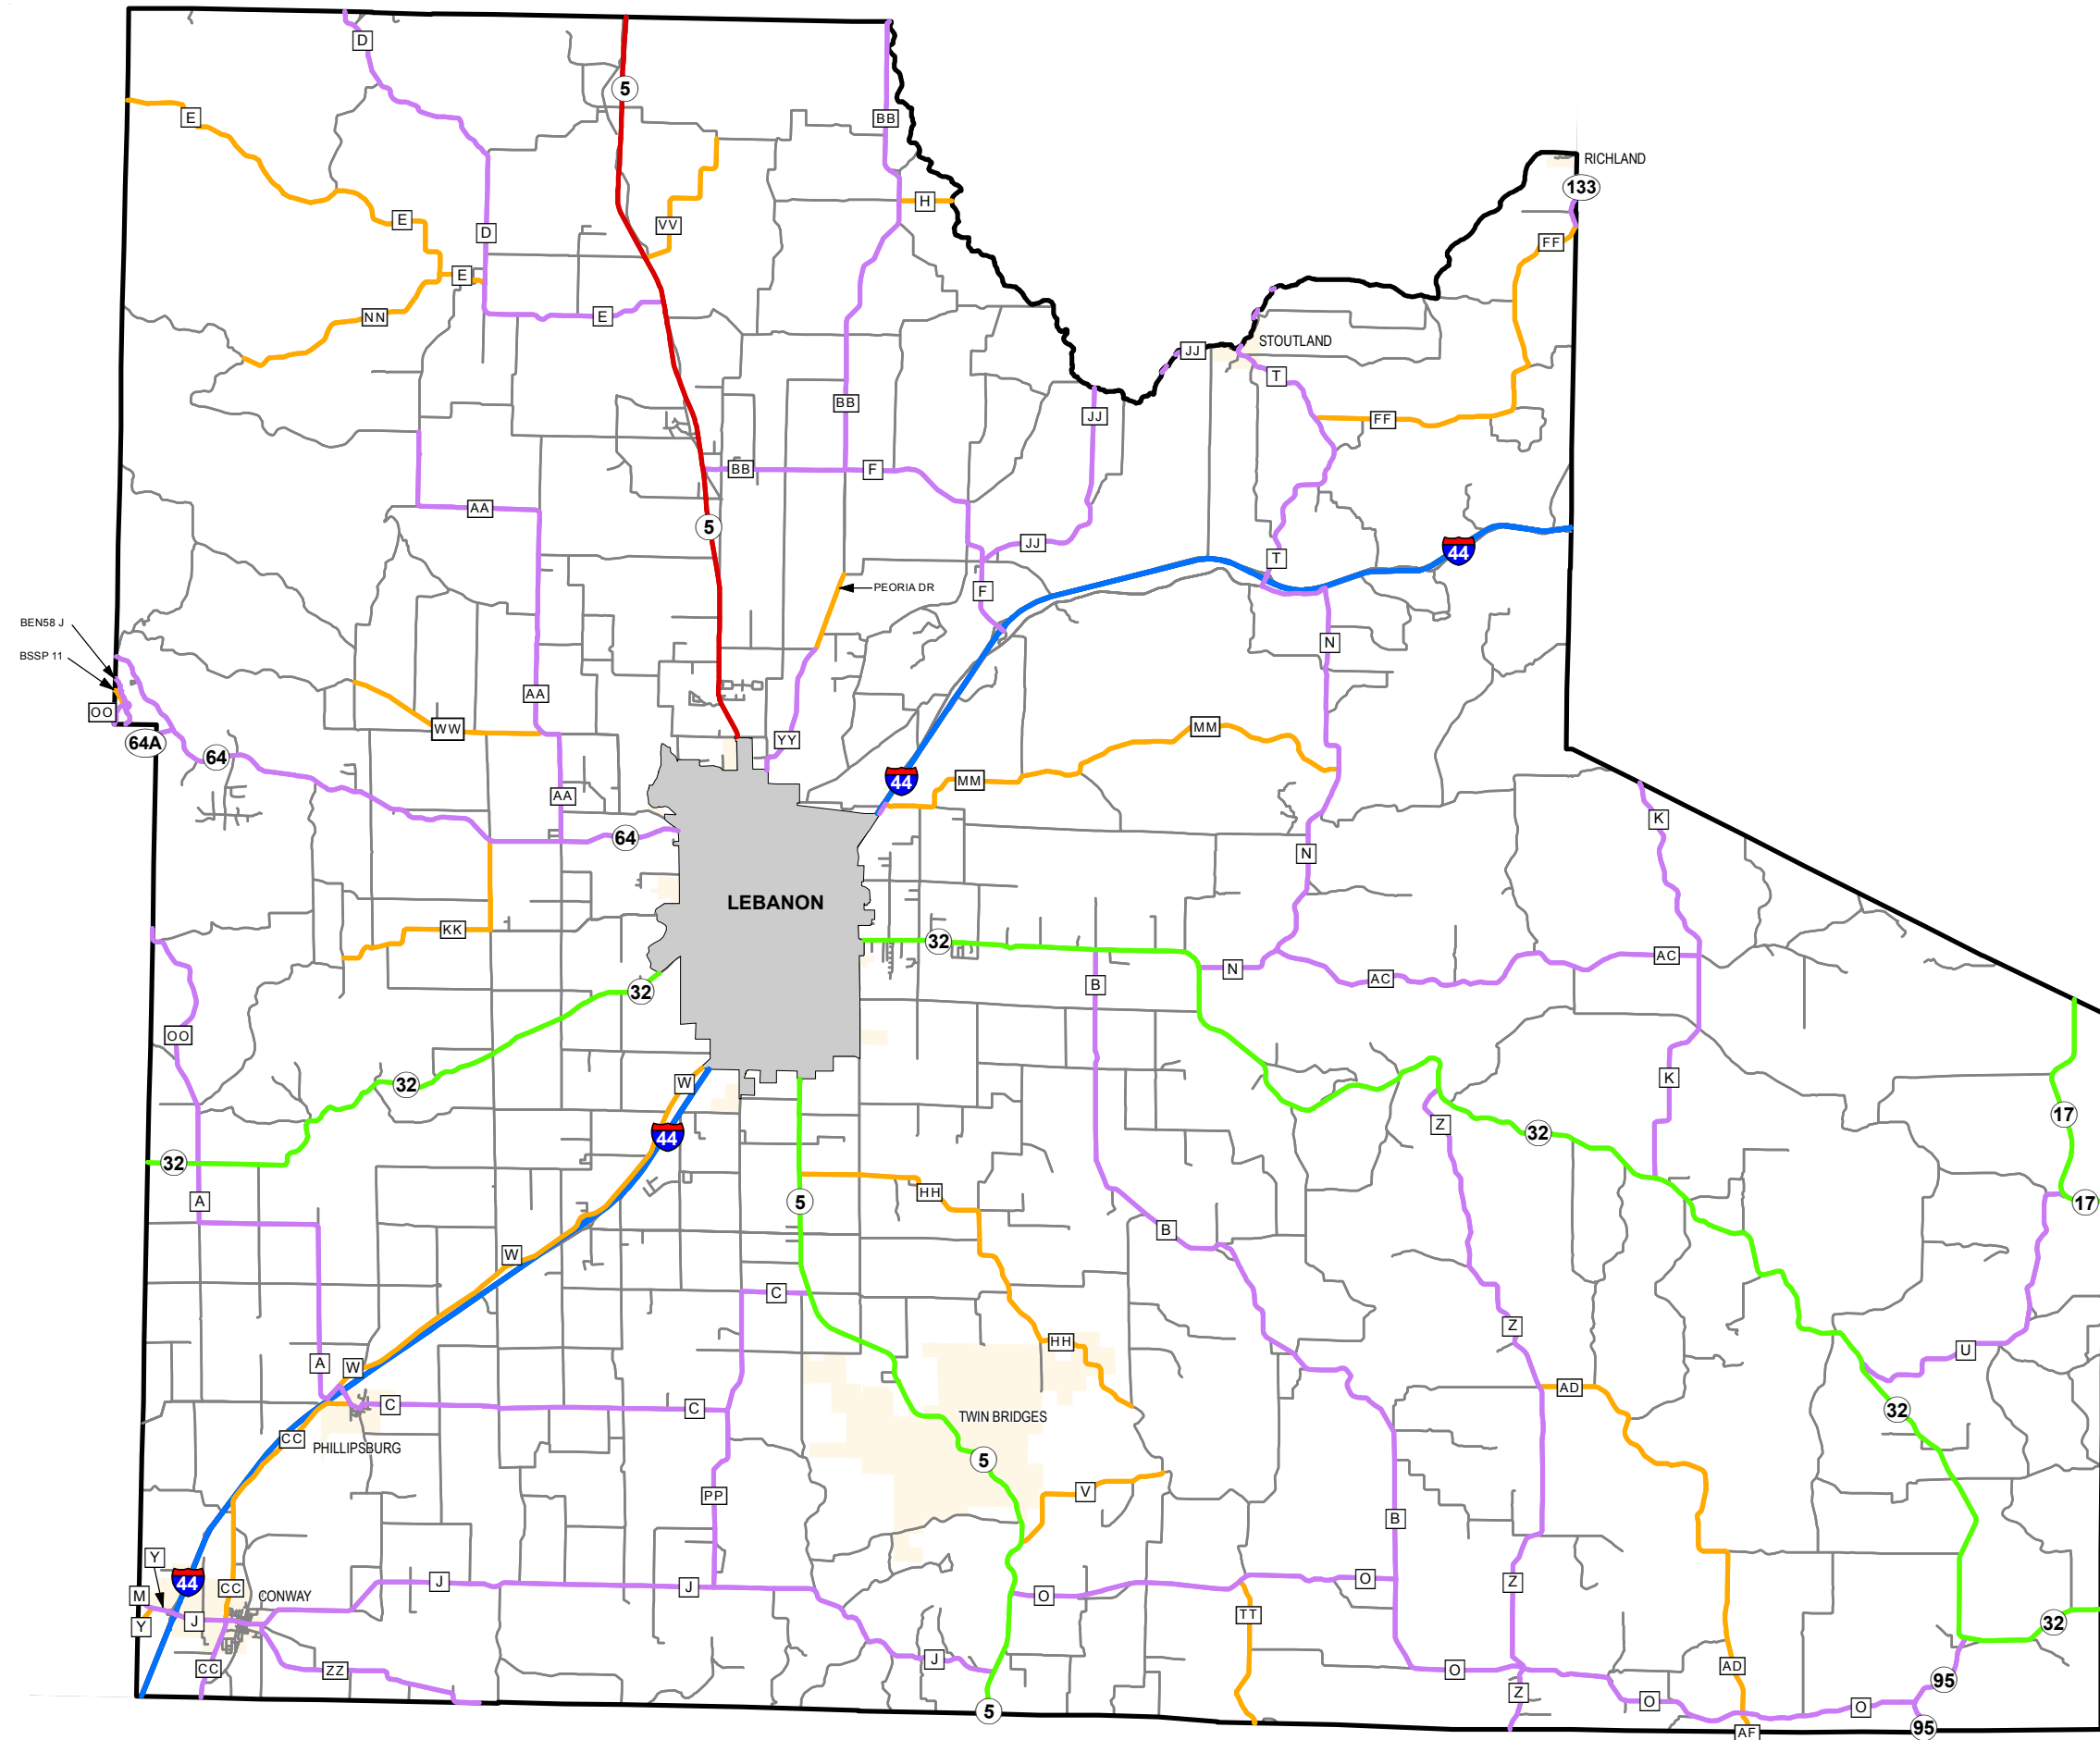 D
5
E
BB
RICHLAND
133
H
E
VV
D
FF
E
NN
E
STOUTLAND
JJ
T
BB
JJ
FF
BB
F
AA
5
JJ
44
T
PEORIA DR
F
BEN58 J
N
BSSP 11
AA
OO
WW
MM
YY
64A
64
44
MM
AA
K
64
N
LEBANON
KK
32
AC
N
AC
B
32
OO
K
W
32
17
Z
32
44
32
HH
A
5
17
B
W
C
Z
HH
U
A
W
AD
C
C
32
TWIN BRIDGES
CC
PHILLIPSBURG
5
V
PP
B
Y
44
J
J
O
Z
CC
M
CONWAY
O
TT
J
Y
32
J
AD
CC
ZZ
O
95
Z
O
O
5
95
AF